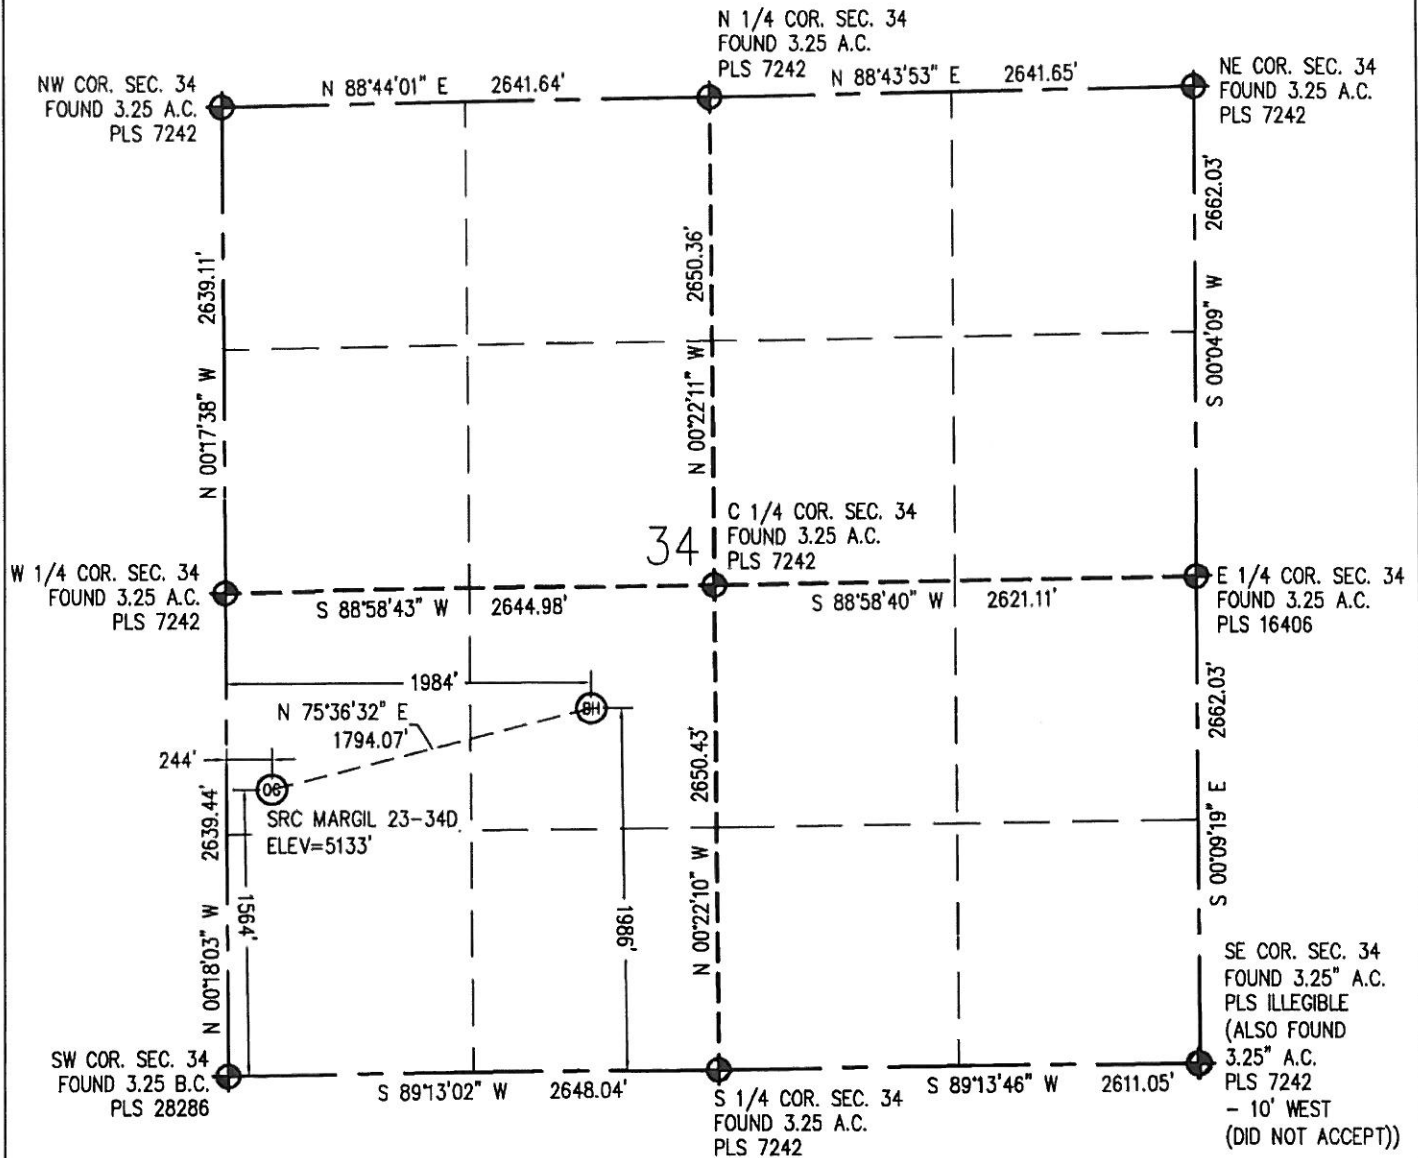 N 1/4 COR. SEC. 34
FOUND 3.25 A.C.
PLS 7242
NW COR. SEC. 34
FOUND 3.25 A.C.
PLS 7242
N 88°44'01" E 2641.64'
N 88°43'53" E 2641.65'
NE COR. SEC. 34
FOUND 3.25 A.C.
PLS 7242
N 00°17'38" W 2639.11'
N 00°22'11" W 2650.36'
S 00°04'09" W 2662.03'
34
C 1/4 COR. SEC. 34
FOUND 3.25 A.C.
PLS 7242
W 1/4 COR. SEC. 34
FOUND 3.25 A.C.
PLS 7242
S 88°58'43" W 2644.98'
S 88°58'40" W 2621.11'
E 1/4 COR. SEC. 34
FOUND 3.25 A.C.
PLS 16406
1984'
BH
N 75°36'32" E
1794.07'
244'
OG
SRC MARGIL 23-34D
ELEV=5133'
N 00°18'03" W 2639.44'
1564'
1986'
N 00°22'10" W 2650.43'
S 00°09'19" E 2662.03'
SW COR. SEC. 34
FOUND 3.25 B.C.
PLS 28286
S 89°13'02" W 2648.04'
S 1/4 COR. SEC. 34
FOUND 3.25 A.C.
PLS 7242
S 89°13'46" W 2611.05'
SE COR. SEC. 34
FOUND 3.25" A.C.
PLS ILLEGIBLE
(ALSO FOUND
3.25" A.C.
PLS 7242
- 10' WEST
(DID NOT ACCEPT))